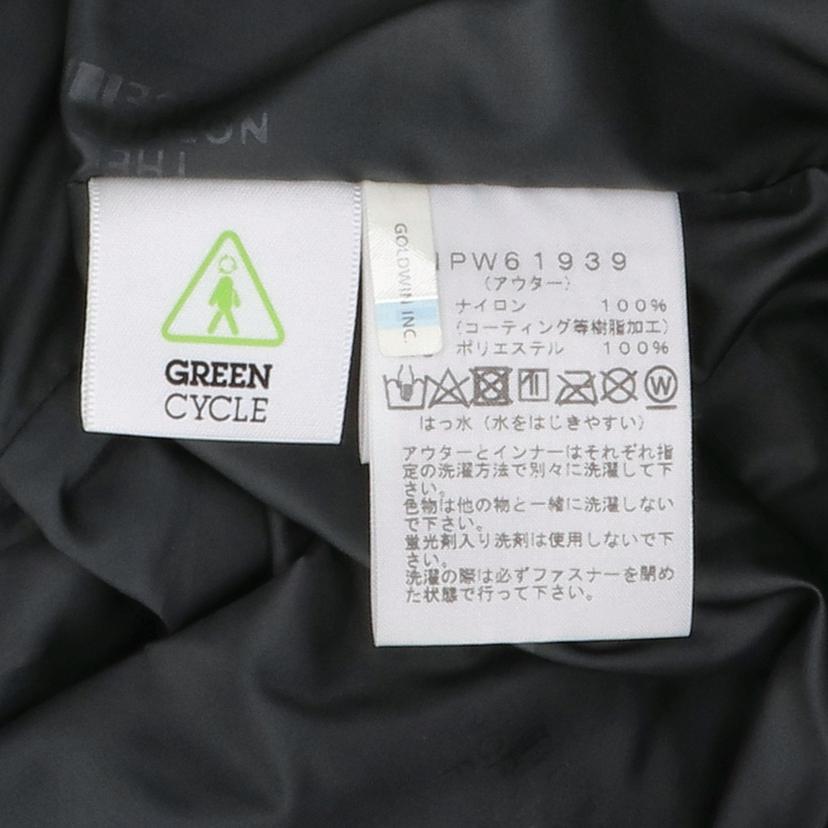 GREEN
CYCLE
GOLDWIN INC.
PW61939
（アウター）
ナイロン 100%
（コーティング等樹脂加工）
ポリエステル 100%
W
はっ水（水をはじきやすい）
アウターとインナーはそれぞれ指
定の洗濯方法で別々に洗濯して下
さい。
色物は他の物と一緒に洗濯しない
で下さい。
蛍光剤入り洗剤は使用しないで下
さい。
洗濯の際は必ずファスナーを閉め
た状態で行って下さい。